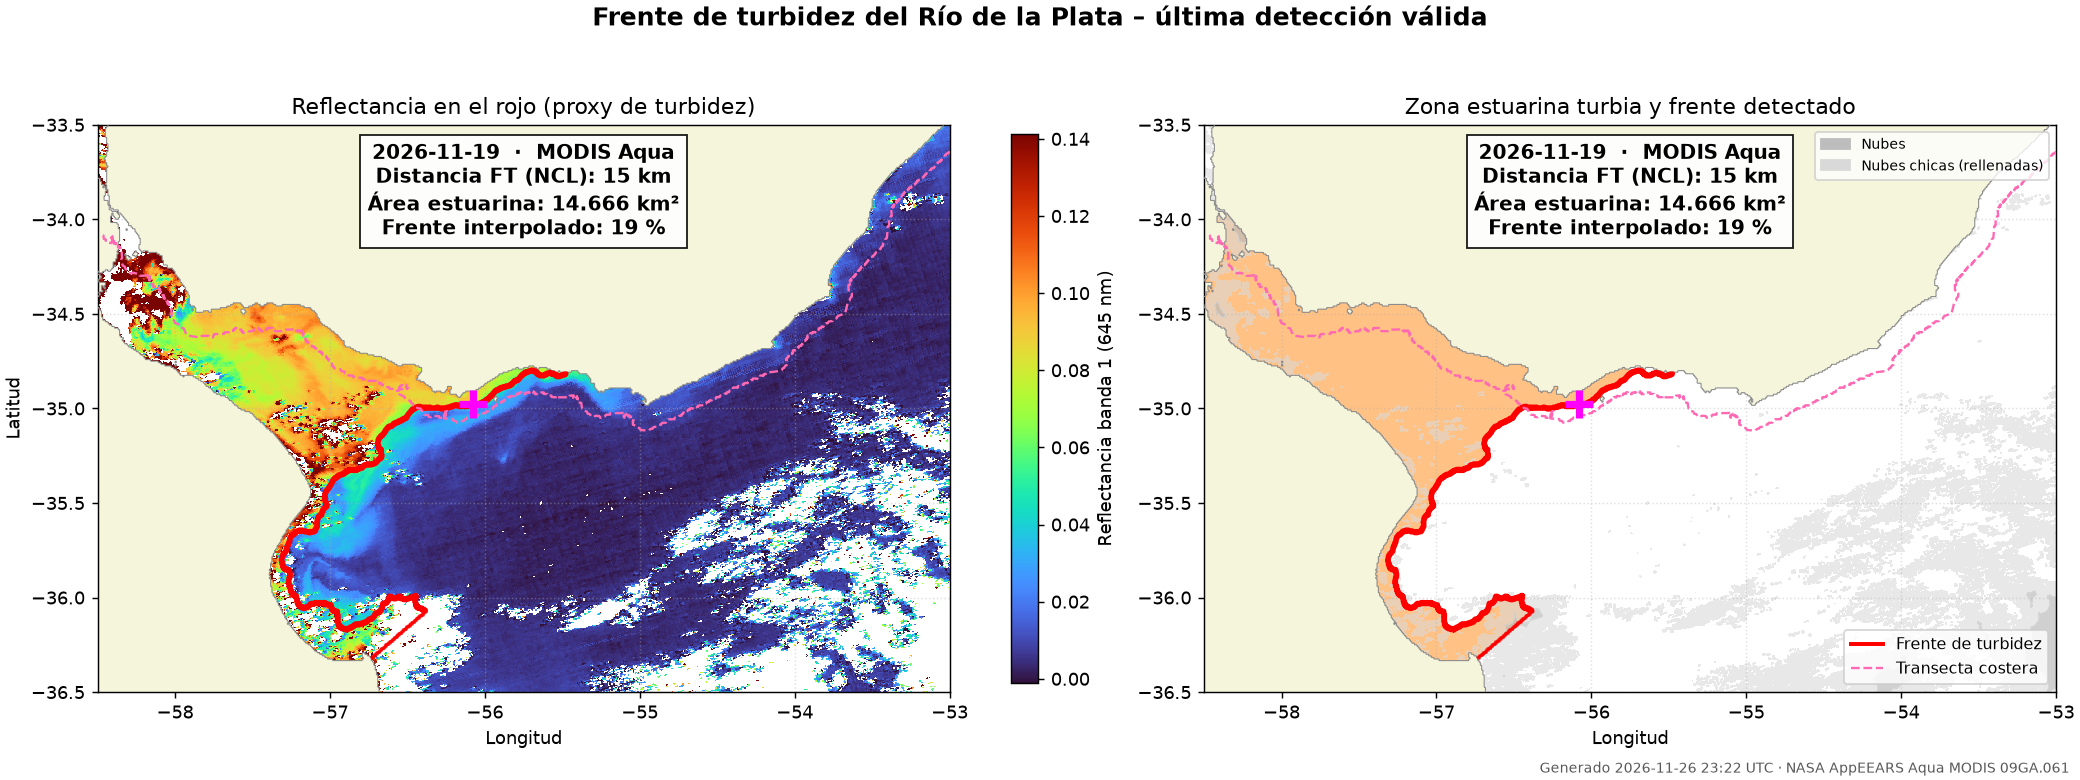 Frente de turbidez del Río de la Plata – última detección válida
Reflectancia en el rojo (proxy de turbidez)
2026-11-19 · MODIS Aqua
Distancia FT (NCL): 15 km
Área estuarina: 14.666 km²
Frente interpolado: 19 %
−33.5
−34.0
−34.5
−35.0
−35.5
−36.0
−36.5
Latitud
−58
−57
−56
−55
−54
−53
Longitud
0.14
0.12
0.10
0.08
0.06
0.04
0.02
0.00
Reflectancia banda 1 (645 nm)
Zona estuarina turbia y frente detectado
2026-11-19 · MODIS Aqua
Distancia FT (NCL): 15 km
Área estuarina: 14.666 km²
Frente interpolado: 19 %
Nubes
Nubes chicas (rellenadas)
−33.5
−34.0
−34.5
−35.0
−35.5
−36.0
−36.5
Frente de turbidez
Transecta costera
−58
−57
−56
−55
−54
−53
Longitud
Generado 2026-11-26 23:22 UTC · NASA AppEEARS Aqua MODIS 09GA.061